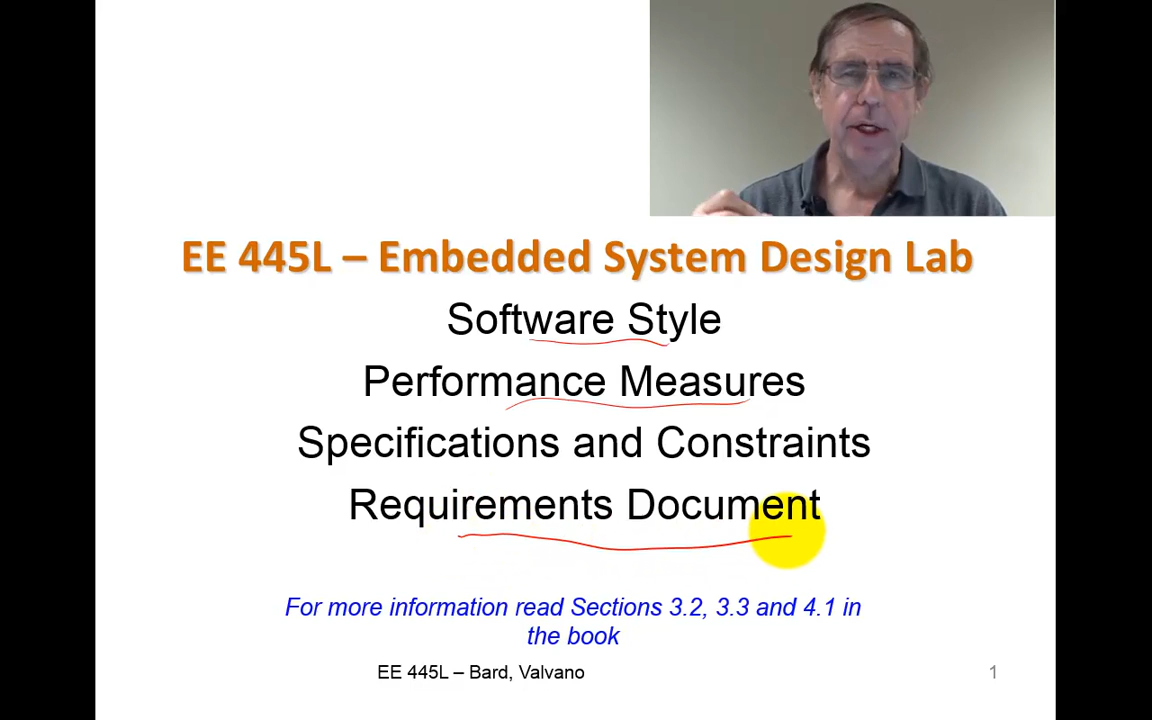 EE 445L – Embedded System Design Lab
Software Style
Performance Measures
Specifications and Constraints
Requirements Document
For more information read Sections 3.2, 3.3 and 4.1 in
the book
EE 445L – Bard, Valvano
1